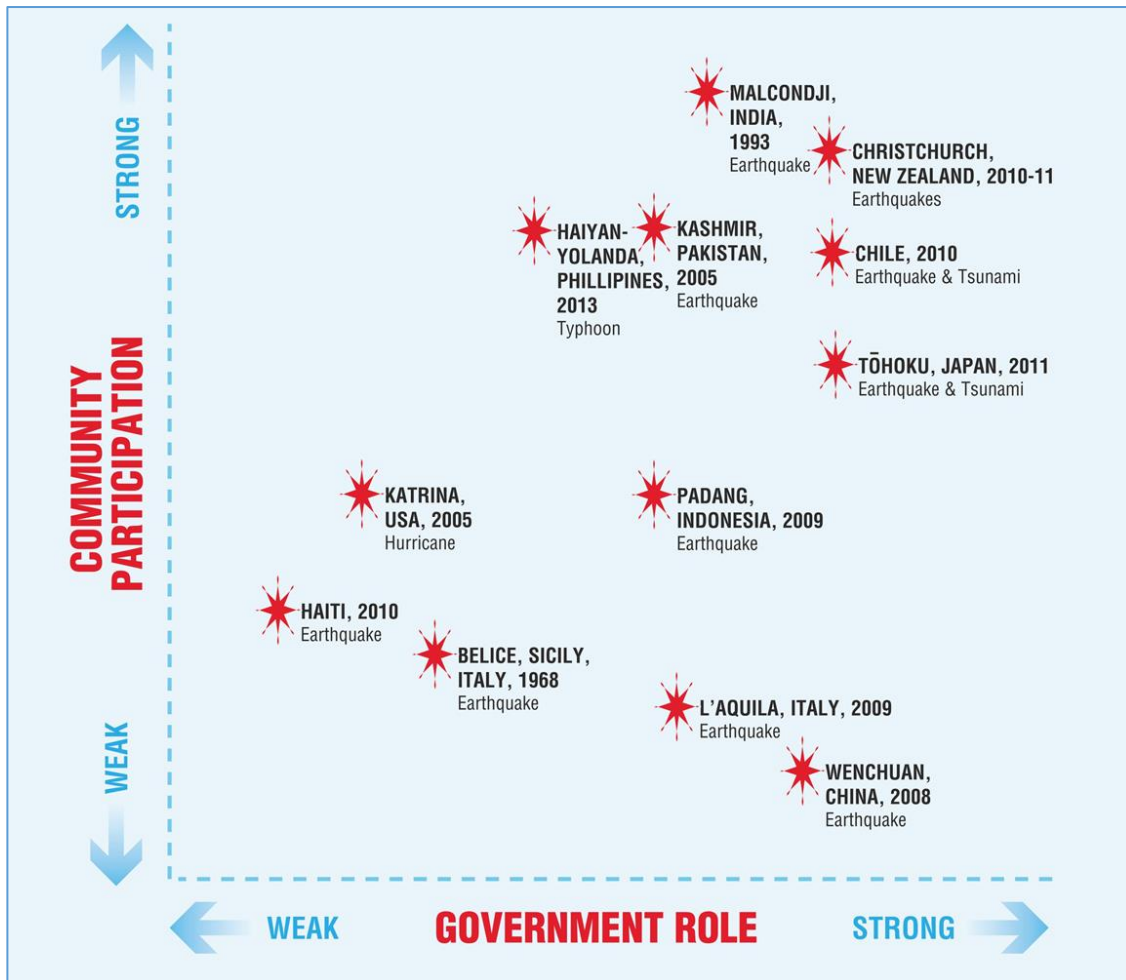 STRONG
COMMUNITY
PARTICIPATION
WEAK
MALCONDJI,
INDIA,
1993
Earthquake
CHRISTCHURCH,
NEW ZEALAND, 2010-11
Earthquakes
HAIYAN-
YOLANDA,
PHILLIPINES,
2013
Typhoon
KASHMIR,
PAKISTAN,
2005
Earthquake
CHILE, 2010
Earthquake & Tsunami
TŌHOKU, JAPAN, 2011
Earthquake & Tsunami
KATRINA,
USA, 2005
Hurricane
PADANG,
INDONESIA, 2009
Earthquake
HAITI, 2010
Earthquake
BELICE, SICILY,
ITALY, 1968
Earthquake
L'AQUILA, ITALY, 2009
Earthquake
WENCHUAN,
CHINA, 2008
Earthquake
WEAK
GOVERNMENT ROLE
STRONG